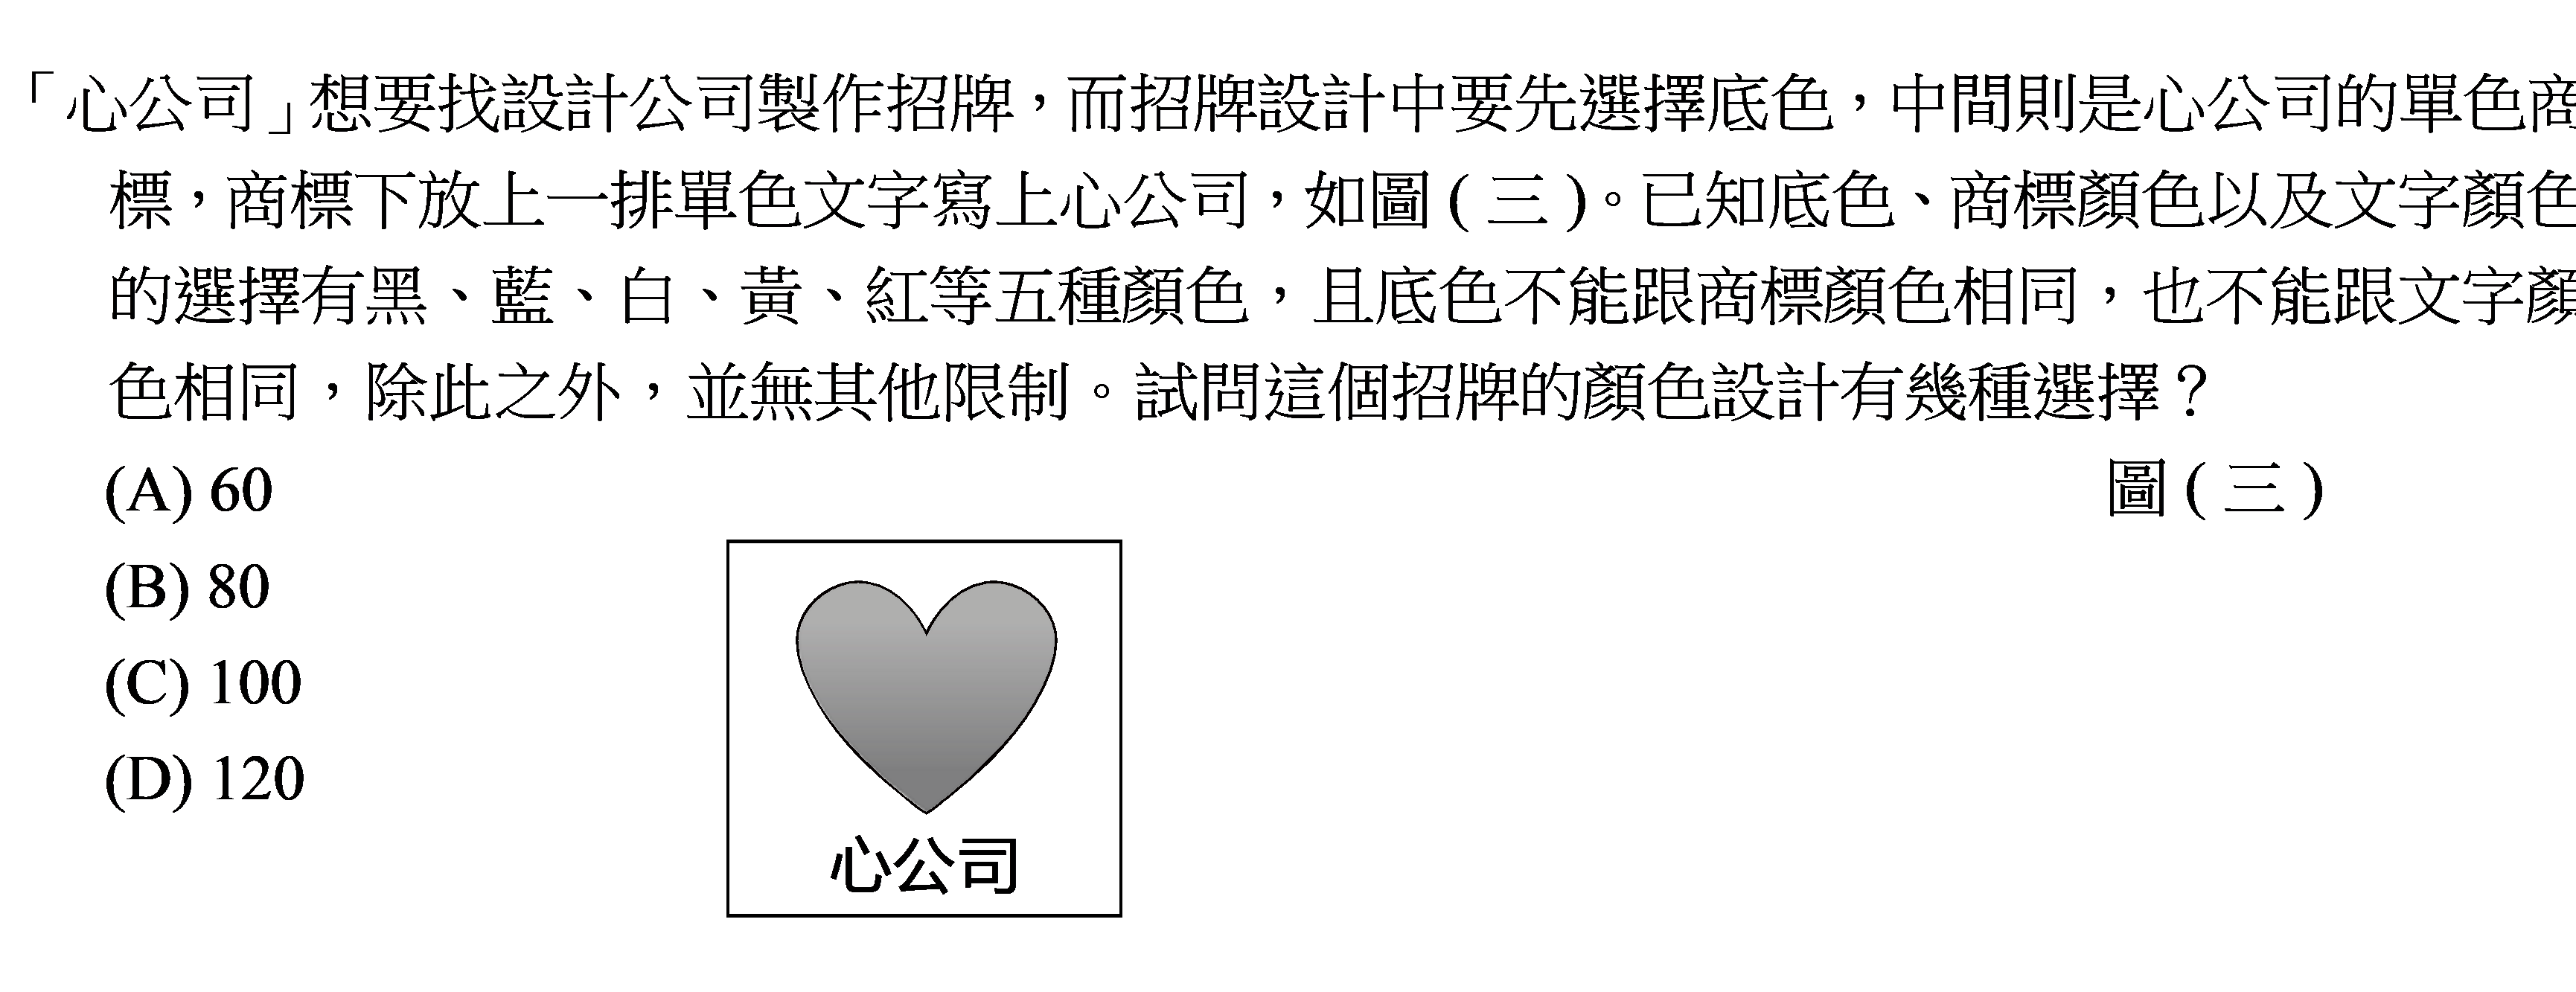 「心公司」想要找設計公司製作招牌，而招牌設計中要先選擇底色，中間則是心公司的單色商
標，商標下放上一排單色文字寫上心公司，如圖(三)。已知底色、商標顏色以及文字顏色
的選擇有黑、藍、白、黃、紅等五種顏色，且底色不能跟商標顏色相同，也不能跟文字顏
色相同，除此之外，並無其他限制。試問這個招牌的顏色設計有幾種選擇？
(A) 60
圖(三)
(B) 80
(C) 100
(D) 120
心公司